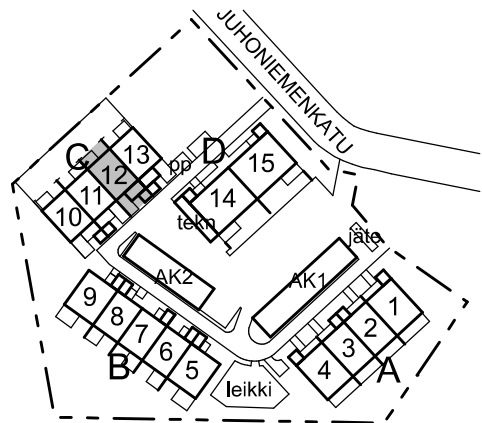 JUHONIEMENKATU
C
13
12
11
10
pp
D
15
14
tekn
jäte
AK2
AK1
9
8
7
6
5
B
leikki
1
2
3
4
A